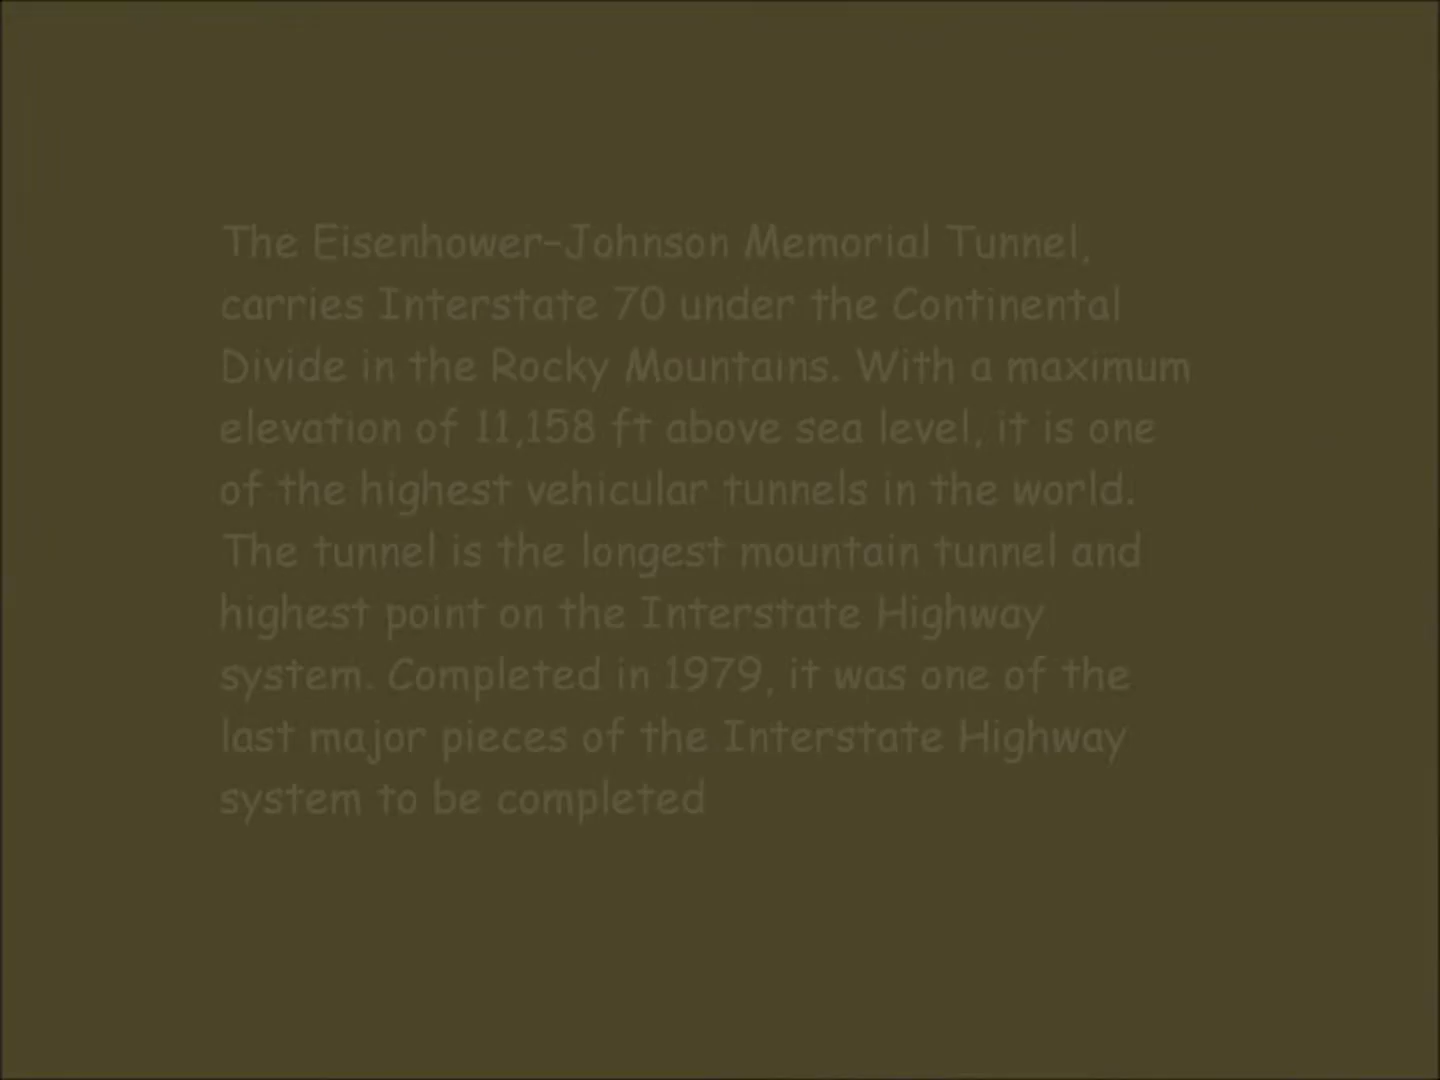 The Eisenhower–Johnson Memorial Tunnel,
carries Interstate 70 under the Continental
Divide in the Rocky Mountains. With a maximum
elevation of 11,158 ft above sea level, it is one
of the highest vehicular tunnels in the world.
The tunnel is the longest mountain tunnel and
highest point on the Interstate Highway
system. Completed in 1979, it was one of the
last major pieces of the Interstate Highway
system to be completed